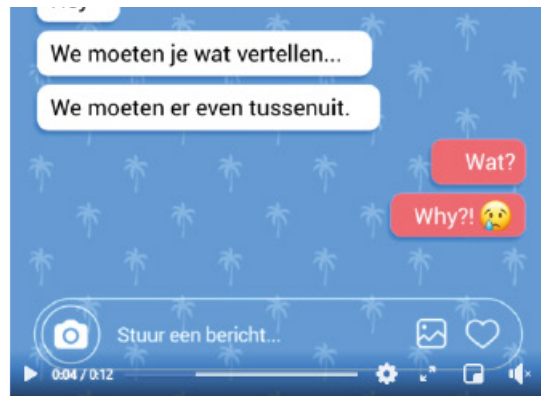 We moeten je wat vertellen...
We moeten er even tussenuit.
Wat?
Why?! 😢
Stuur een bericht...
0:04 / 0:12